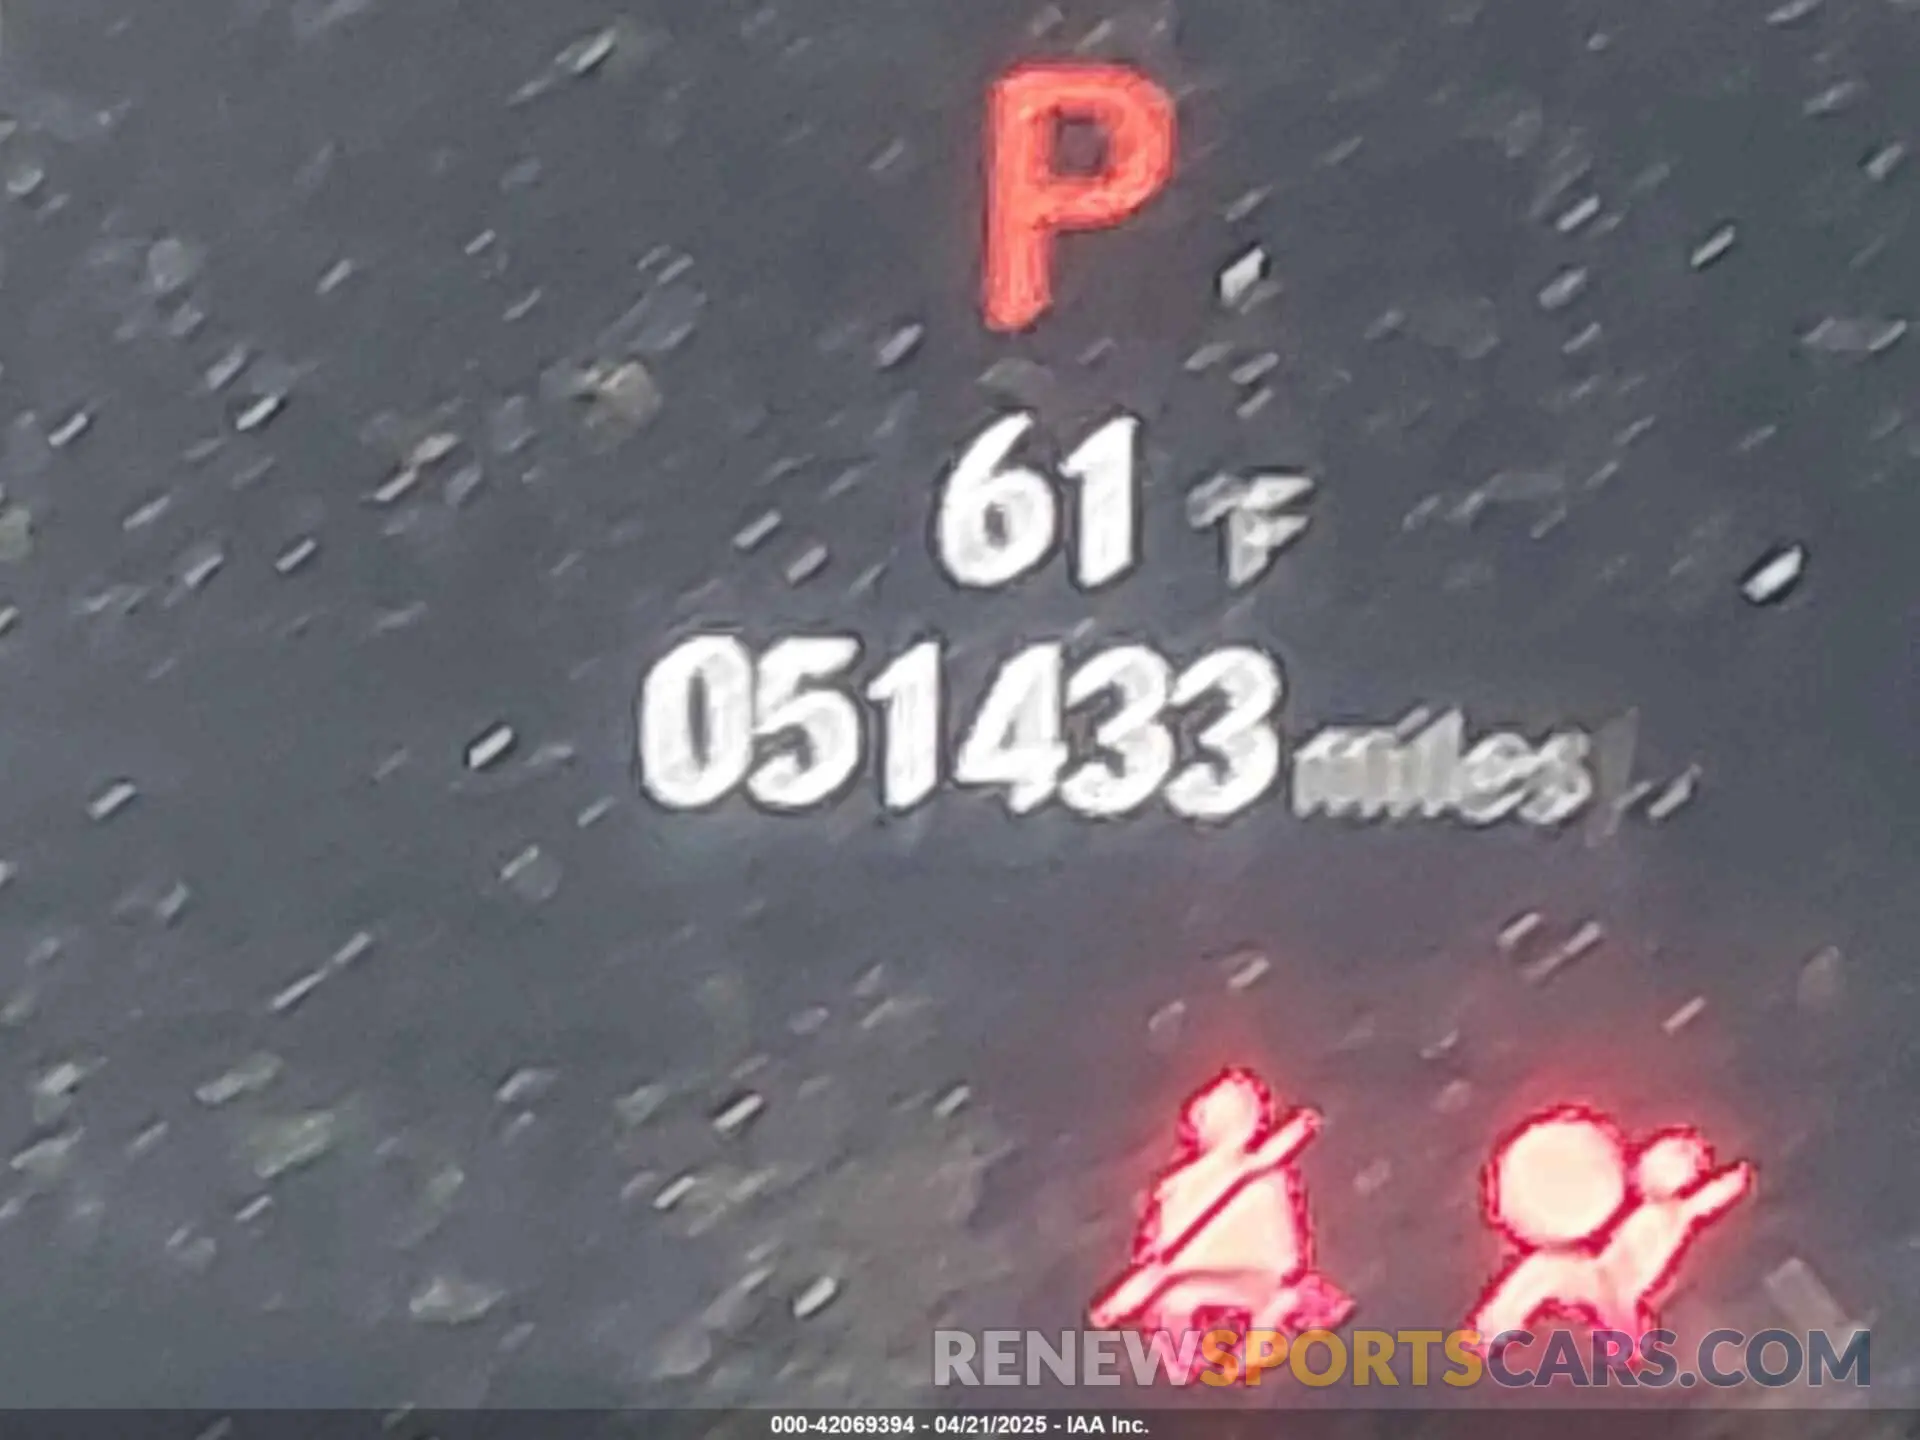 P
61 °F
051433 miles
RENEWSPORTSCARS.COM
000-42069394 - 04/21/2025 - IAA Inc.